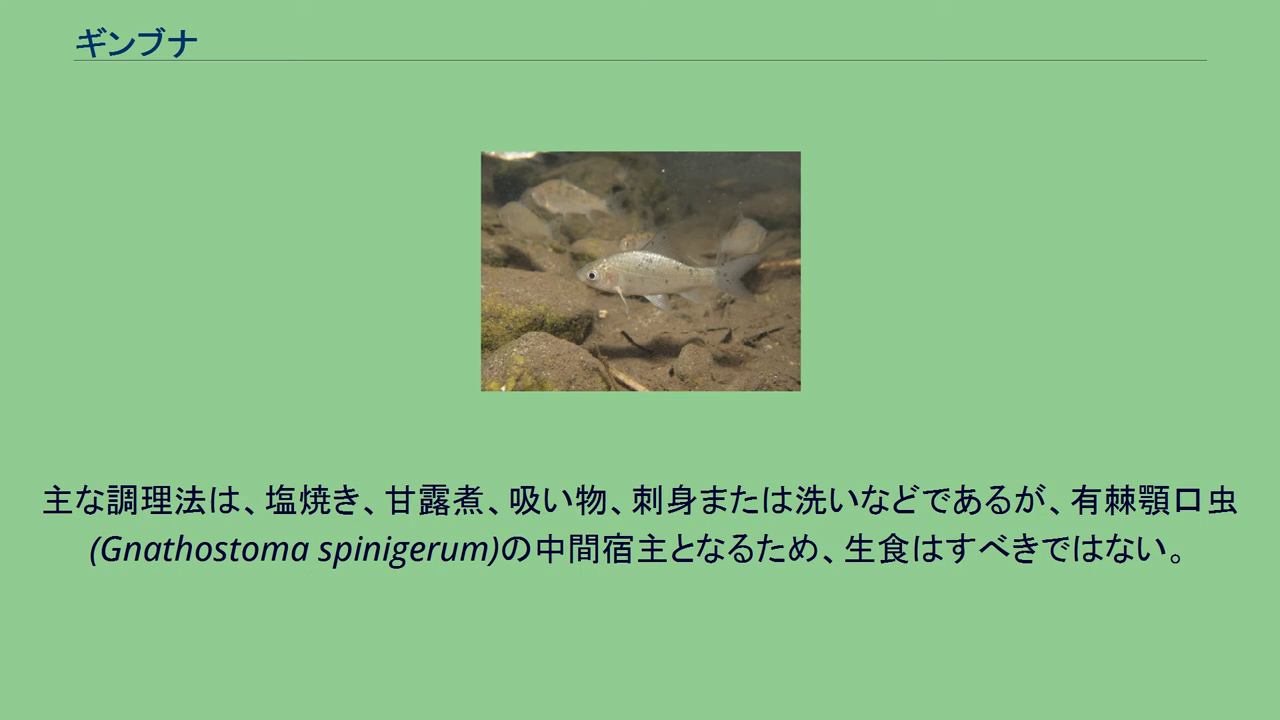 ギンブナ
主な調理法は、塩焼き、甘露煮、吸い物、刺身または洗いなどであるが、有棘顎口虫
(Gnathostoma spinigerum)の中間宿主となるため、生食はすべきではない。